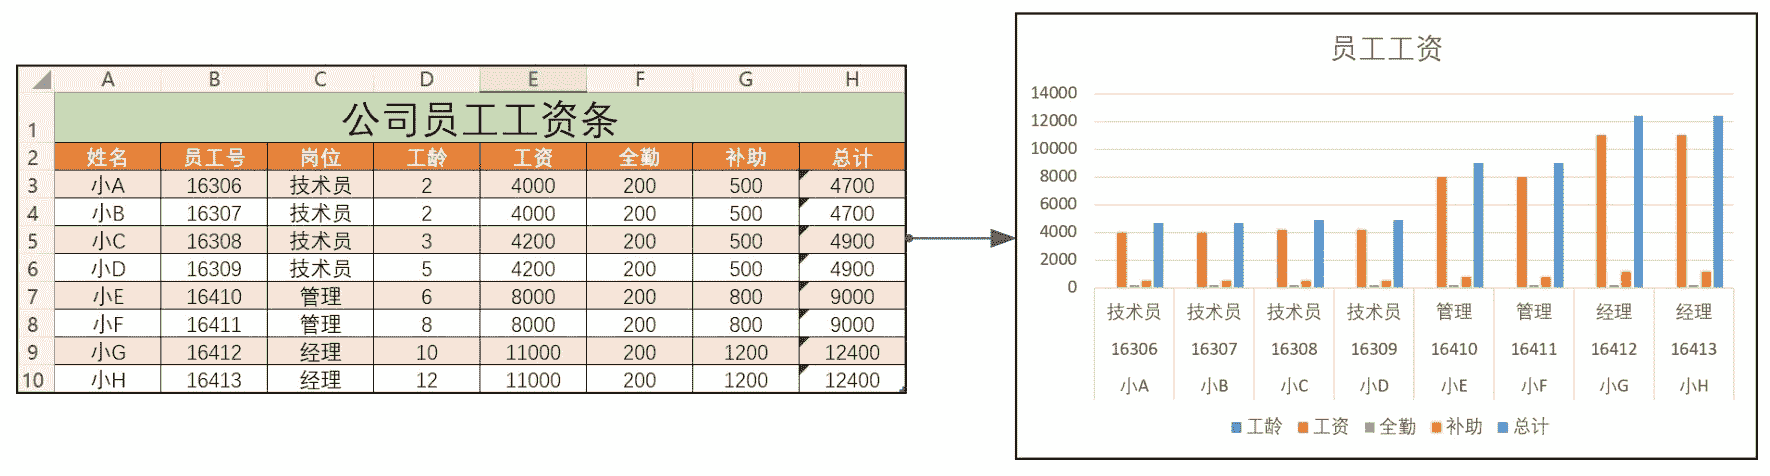 A B C D E F G H
1 公司员工工资条
2 姓名 员工号 岗位 工龄 工资 全勤 补助 总计
3 小A 16306 技术员 2 4000 200 500 4700
4 小B 16307 技术员 2 4000 200 500 4700
5 小C 16308 技术员 3 4200 200 500 4900
6 小D 16309 技术员 5 4200 200 500 4900
7 小E 16410 管理 6 8000 200 800 9000
8 小F 16411 管理 8 8000 200 800 9000
9 小G 16412 经理 10 11000 200 1200 12400
10 小H 16413 经理 12 11000 200 1200 12400
员工工资
14000
12000
10000
8000
6000
4000
2000
0
技术员 技术员 技术员 技术员 管理 管理 经理 经理
16306 16307 16308 16309 16410 16411 16412 16413
小A 小B 小C 小D 小E 小F 小G 小H
工龄 工资 全勤 补助 总计